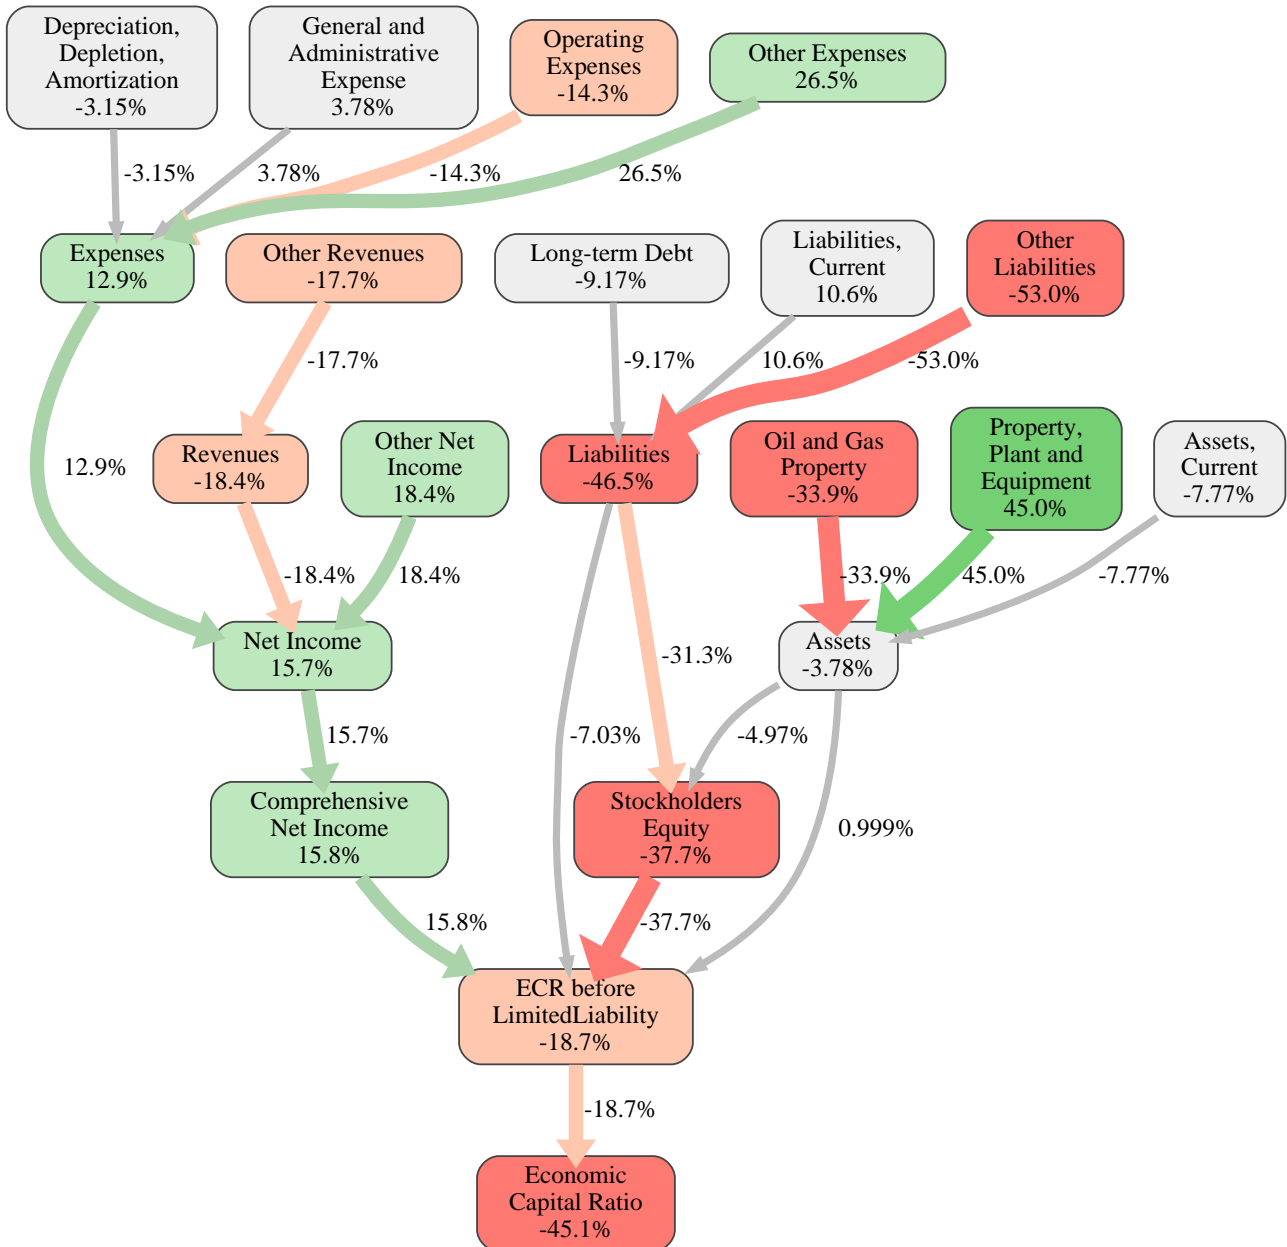 Depreciation,
Depletion,
Amortization
-3.15%
General and
Administrative
Expense
3.78%
Operating
Expenses
-14.3%
Other Expenses
26.5%
-3.15%
3.78%
-14.3%
26.5%
Expenses
12.9%
Other Revenues
-17.7%
Long-term Debt
-9.17%
Liabilities,
Current
10.6%
Other
Liabilities
-53.0%
-17.7%
-9.17%
10.6%
-53.0%
12.9%
Revenues
-18.4%
Other Net
Income
18.4%
Liabilities
-46.5%
Oil and Gas
Property
-33.9%
Property,
Plant and
Equipment
45.0%
Assets,
Current
-7.77%
-18.4%
18.4%
-33.9%
45.0%
-7.77%
Net Income
15.7%
-31.3%
Assets
-3.78%
15.7%
-7.03%
-4.97%
Comprehensive
Net Income
15.8%
Stockholders
Equity
-37.7%
0.999%
15.8%
-37.7%
ECR before
LimitedLiability
-18.7%
-18.7%
Economic
Capital Ratio
-45.1%